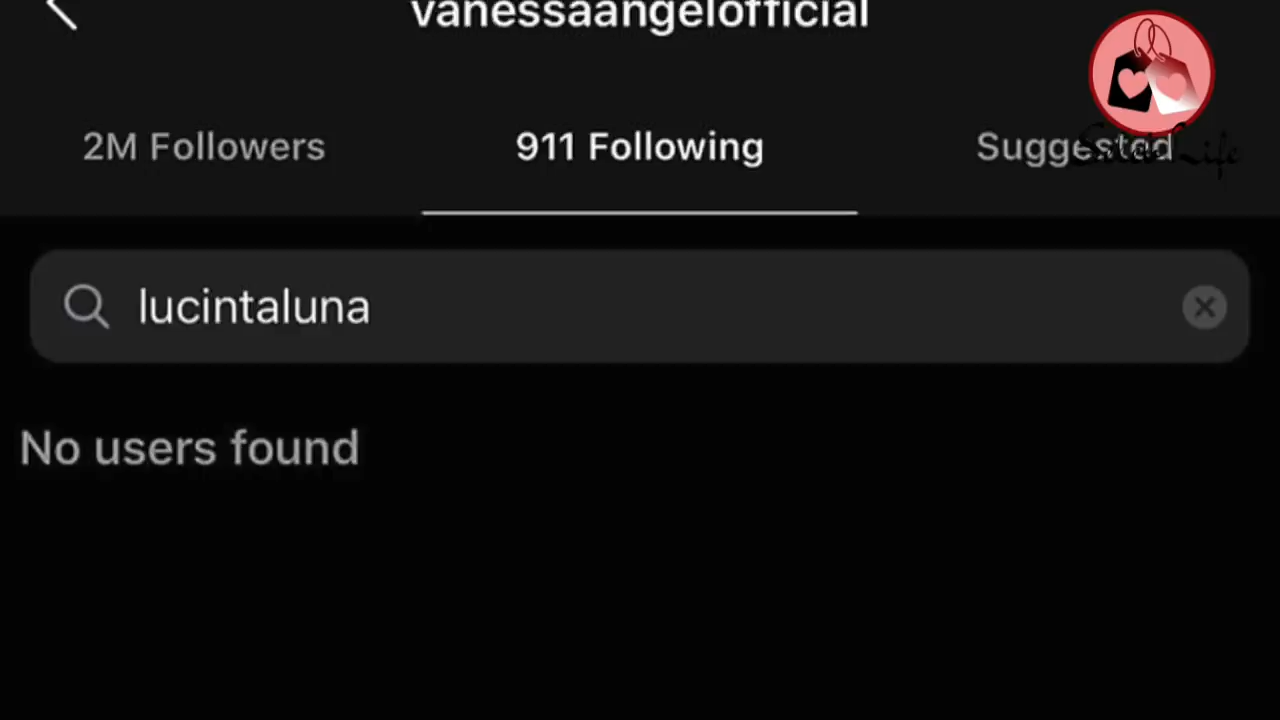 vanessaangelofficial
2M Followers
911 Following
Suggested
lucintaluna
No users found